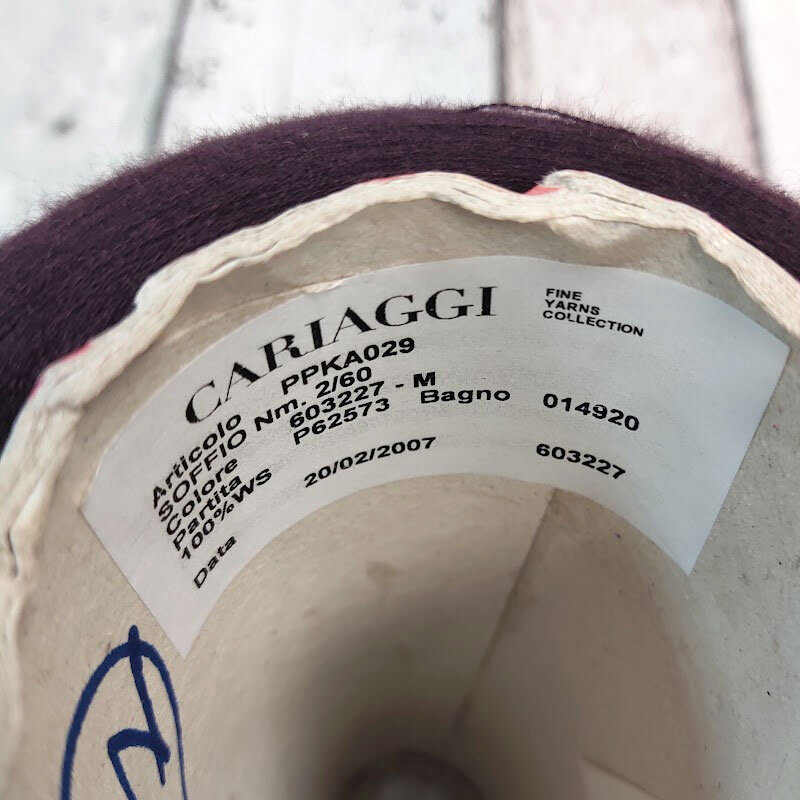 CARIAGGI
FINE
YARNS
COLLECTION
Articolo PPKA029
SOFFIO Nm. 2/60
Colore 603227 - M
Partita P62573 Bagno 014920
100%WS
Data 20/02/2007 603227